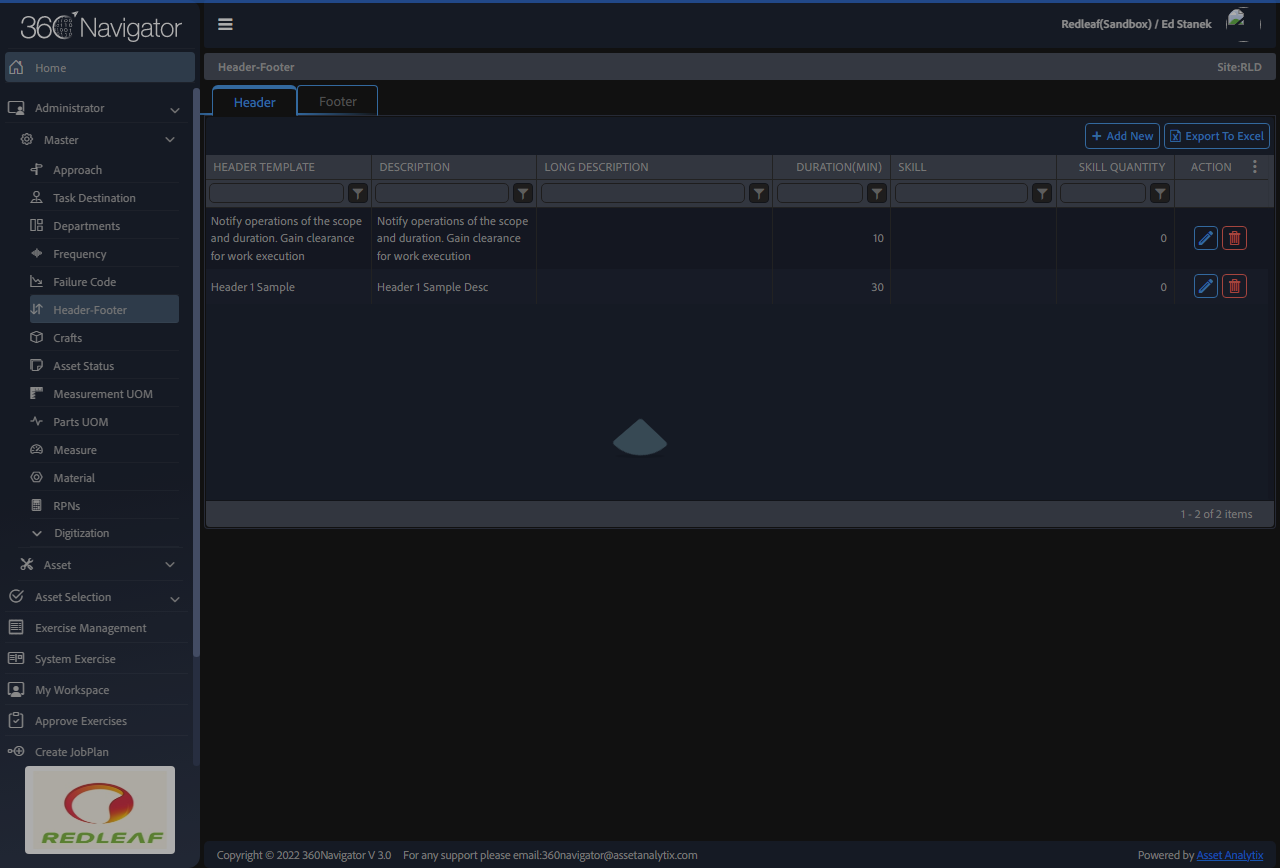 360 Navigator
Redleaf(Sandbox) / Ed Stanek
Home
Header-Footer
Site:RLD
Administrator
Master
Approach
Task Destination
Departments
Frequency
Failure Code
Header-Footer
Crafts
Asset Status
Measurement UOM
Parts UOM
Measure
Material
RPNs
Digitization
Asset
Asset Selection
Exercise Management
System Exercise
My Workspace
Approve Exercises
Create JobPlan
REDLEAF
Header Footer
+ Add New Export To Excel
HEADER TEMPLATE DESCRIPTION LONG DESCRIPTION DURATION(MIN) SKILL SKILL QUANTITY ACTION
Notify operations of the scope
and duration. Gain clearance
for work execution
Notify operations of the scope
and duration. Gain clearance
for work execution
10 0
Header 1 Sample Header 1 Sample Desc 30 0
1 - 2 of 2 items
Copyright © 2022 360Navigator V 3.0 For any support please email:360navigator@assetanalytix.com
Powered by Asset Analytix